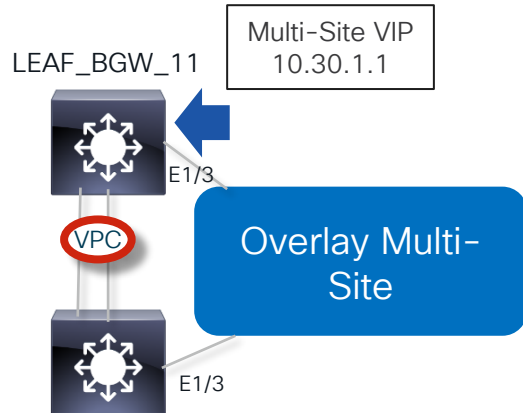 Multi-Site VIP
10.30.1.1
LEAF_BGW_11
E1/3
VPC
Overlay Multi-
Site
E1/3